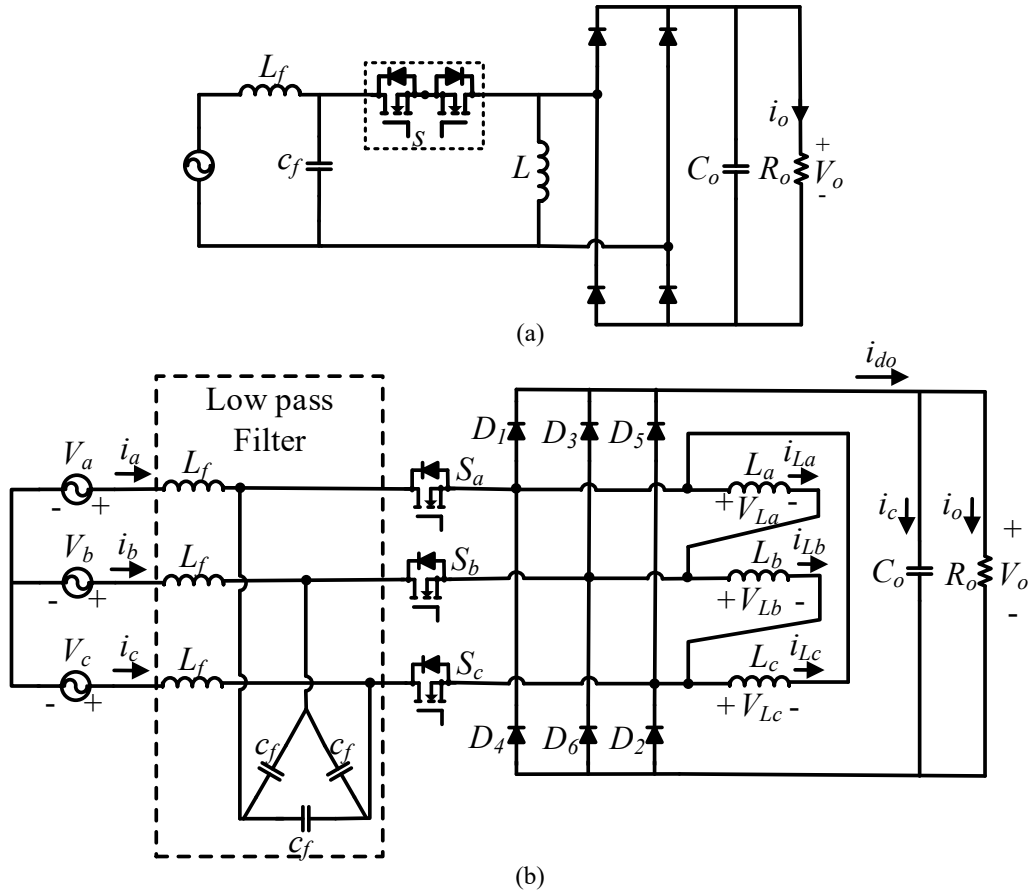 L_f
s
c_f
L
C_o
R_o
i_o
+
V_o
-
(a)
i_do
Low pass
Filter
V_a
i_a
L_f
S_a
D_1
D_3
D_5
L_a
i_La
- +
+ V_La -
V_b
i_b
L_f
S_b
L_b
i_Lb
- +
+ V_Lb -
i_c
i_o
C_o
R_o
+
V_o
-
V_c
i_c
L_f
S_c
L_c
i_Lc
- +
+ V_Lc -
D_4
D_6
D_2
c_f
c_f
c_f
(b)